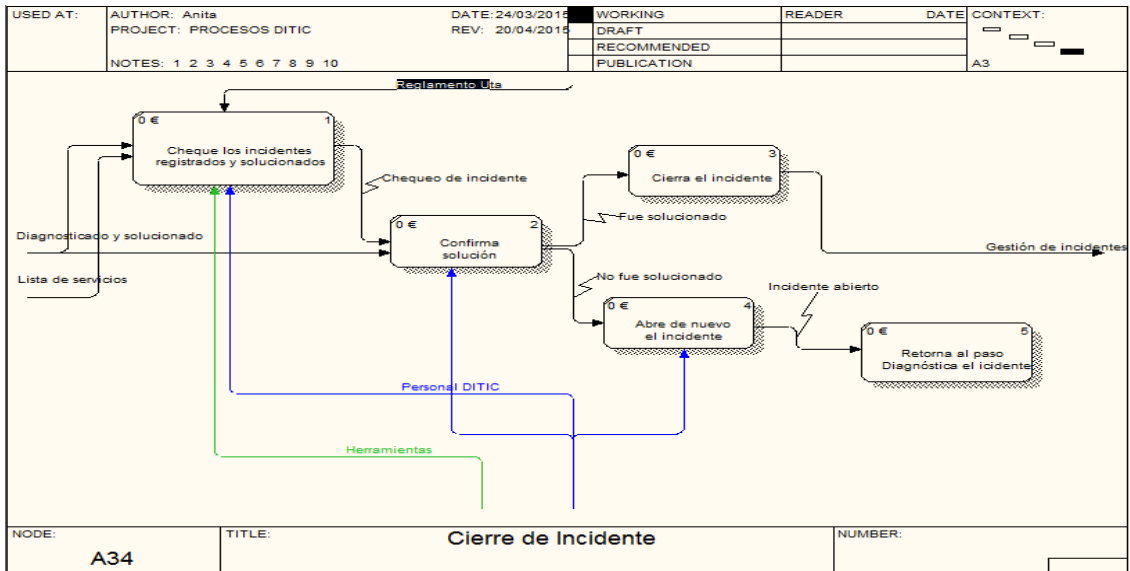 USED AT:
AUTHOR: Anita
DATE: 24/03/2015
PROJECT: PROCESOS DITIC
REV: 20/04/2015
NOTES: 1 2 3 4 5 6 7 8 9 10
WORKING
DRAFT
RECOMMENDED
PUBLICATION
READER
DATE
CONTEXT:
A3
Reglamento Uta
0 €
1
Cheque los incidentes
registrados y solucionados
Chequeo de incidente
0 €
3
Cierra el incidente
Fue solucionado
Diagnosticado y solucionado
0 €
2
Confirma
solución
Gestión de incidentes
Lista de servicios
No fue solucionado
Incidente abierto
0 €
4
Abre de nuevo
el incidente
0 €
5
Retorna al paso
Diagnóstica el icidente
Personal DITIC
Herramientas
NODE:
A34
TITLE:
Cierre de Incidente
NUMBER: